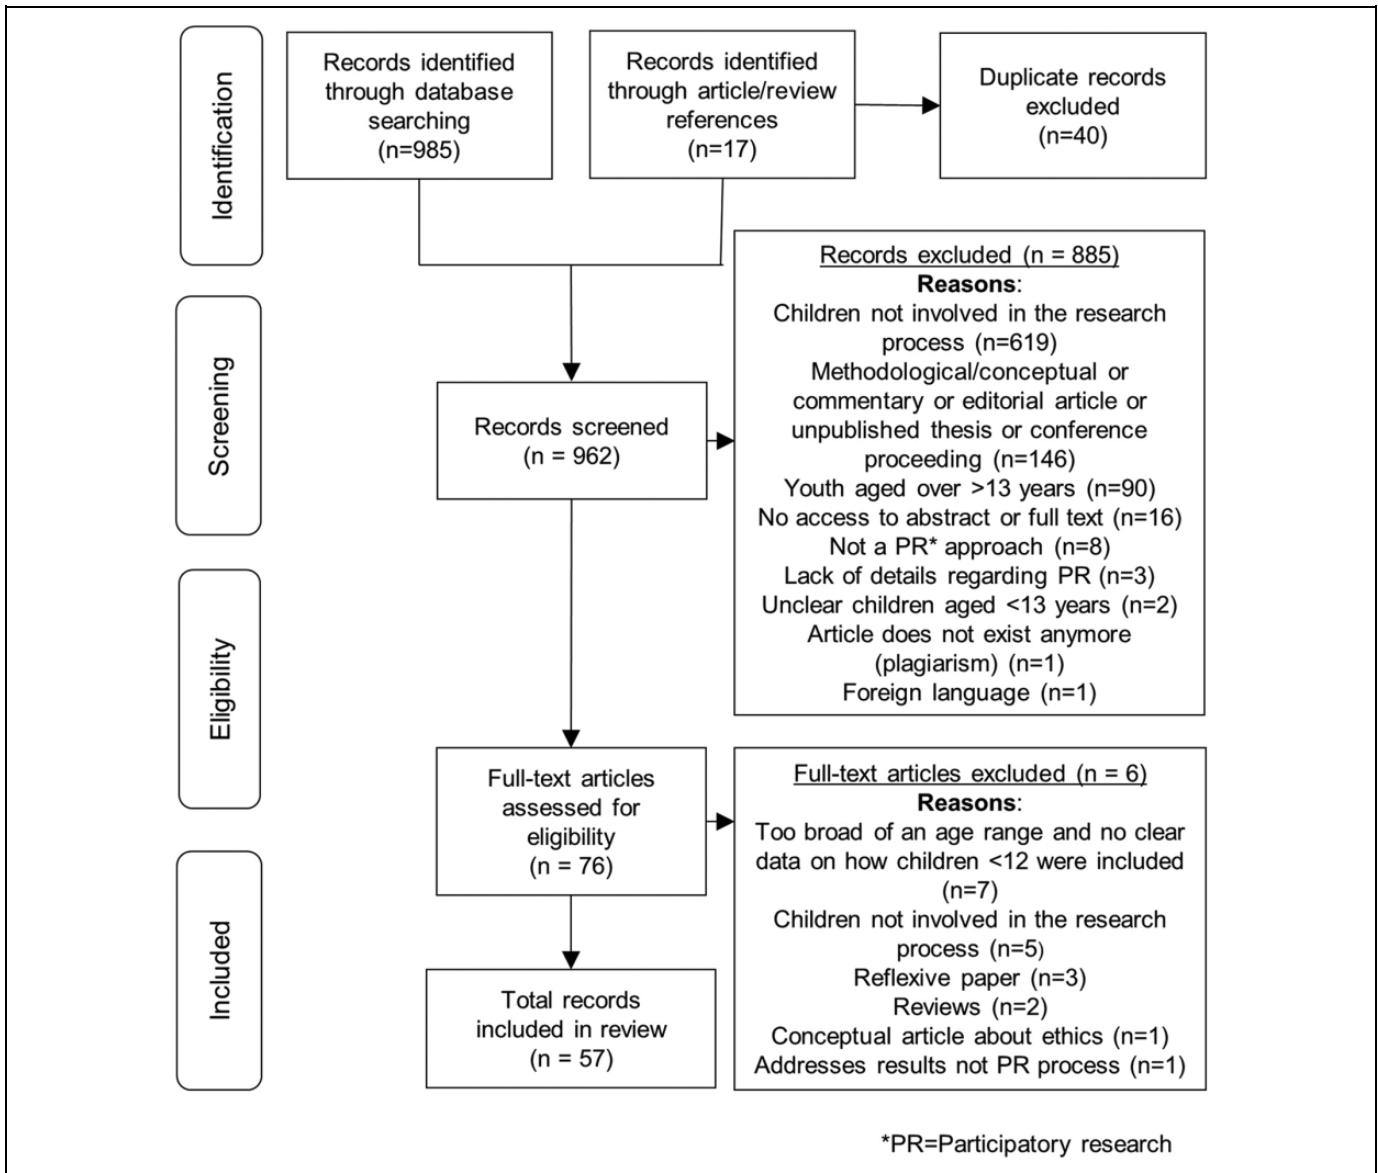 Identification
Records identified
through database
searching
(n=985)
Records identified
through article/review
references
(n=17)
Duplicate records
excluded
(n=40)
Screening
Records screened
(n = 962)
Records excluded (n = 885)
Reasons:
Children not involved in the research
process (n=619)
Methodological/conceptual or
commentary or editorial article or
unpublished thesis or conference
proceeding (n=146)
Youth aged over >13 years (n=90)
No access to abstract or full text (n=16)
Not a PR* approach (n=8)
Lack of details regarding PR (n=3)
Unclear children aged <13 years (n=2)
Article does not exist anymore
(plagiarism) (n=1)
Foreign language (n=1)
Eligibility
Full-text articles
assessed for
eligibility
(n = 76)
Full-text articles excluded (n = 6)
Reasons:
Too broad of an age range and no clear
data on how children <12 were included
(n=7)
Children not involved in the research
process (n=5)
Reflexive paper (n=3)
Reviews (n=2)
Conceptual article about ethics (n=1)
Addresses results not PR process (n=1)
Included
Total records
included in review
(n = 57)
*PR=Participatory research